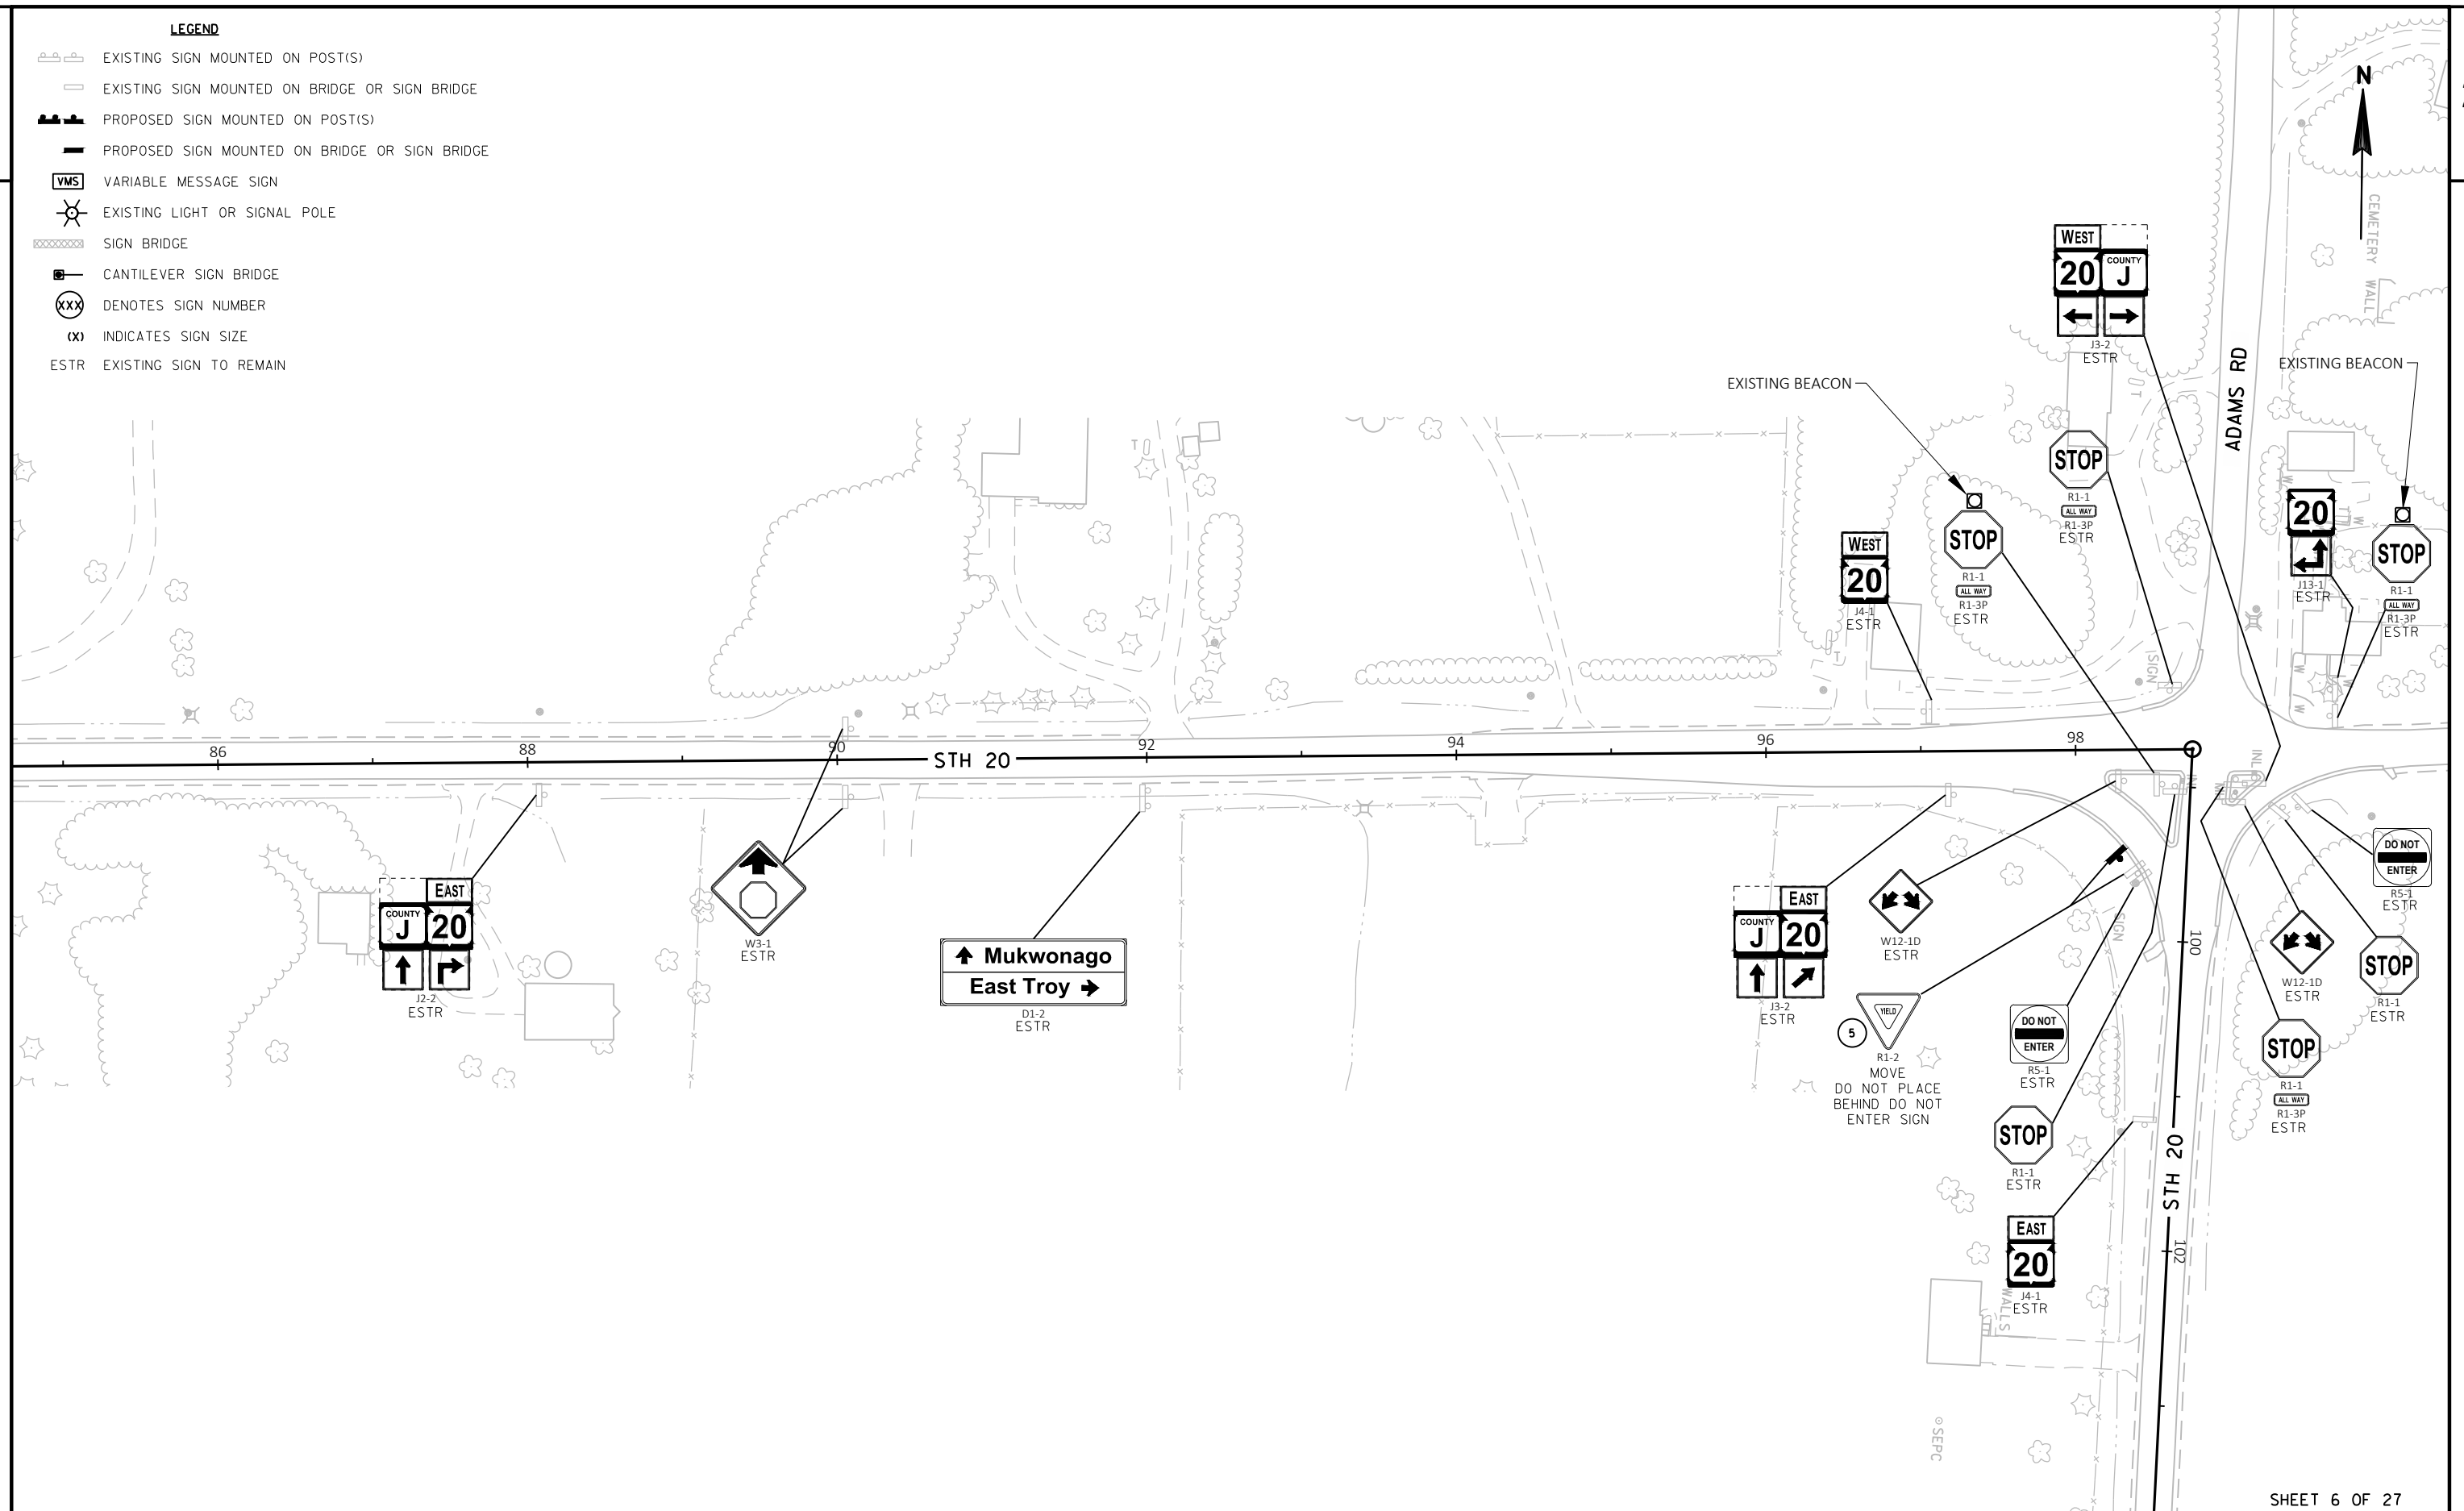 LEGEND
EXISTING SIGN MOUNTED ON POST(S)
EXISTING SIGN MOUNTED ON BRIDGE OR SIGN BRIDGE
PROPOSED SIGN MOUNTED ON POST(S)
PROPOSED SIGN MOUNTED ON BRIDGE OR SIGN BRIDGE
VMS VARIABLE MESSAGE SIGN
EXISTING LIGHT OR SIGNAL POLE
SIGN BRIDGE
CANTILEVER SIGN BRIDGE
XXX DENOTES SIGN NUMBER
(X) INDICATES SIGN SIZE
ESTR EXISTING SIGN TO REMAIN
N
CEMETERY WALL
WEST
20 COUNTY J
J3-2
ESTR
ADAMS RD
EXISTING BEACON
EXISTING BEACON
STOP
R1-1
ALL WAY
R1-3P
ESTR
STOP
R1-1
ALL WAY
R1-3P
ESTR
WEST
20
J4-1
ESTR
20
J13-1
ESTR
STOP
R1-1
ALL WAY
R1-3P
ESTR
T
T
T
SIGN
W
W
W
W
W
INL
86
88
90
92
94
96
98
STH 20
EAST
COUNTY J 20
J2-2
ESTR
W3-1
ESTR
Mukwonago
East Troy
D1-2
ESTR
EAST
COUNTY J 20
J3-2
ESTR
W12-1D
ESTR
5
YIELD
R1-2
MOVE
DO NOT PLACE
BEHIND DO NOT
ENTER SIGN
DO NOT
ENTER
R5-1
ESTR
STOP
R1-1
ESTR
EAST
20
J4-1
ESTR
SIGN
100
STH 20
102
DO NOT
ENTER
R5-1
ESTR
W12-1D
ESTR
STOP
R1-1
ESTR
STOP
R1-1
ALL WAY
R1-3P
ESTR
WALLS
SEPC
SHEET 6 OF 27